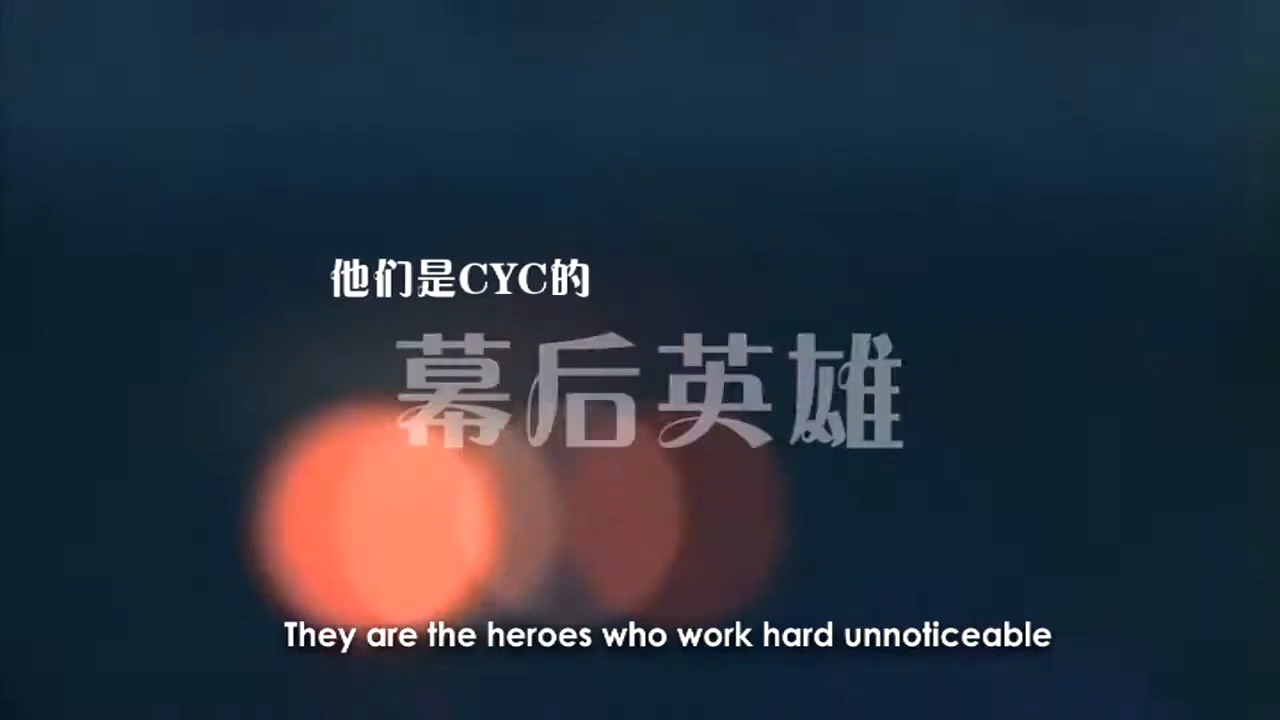 他们是CYC的
幕后英雄
They are the heroes who work hard unnoticeable